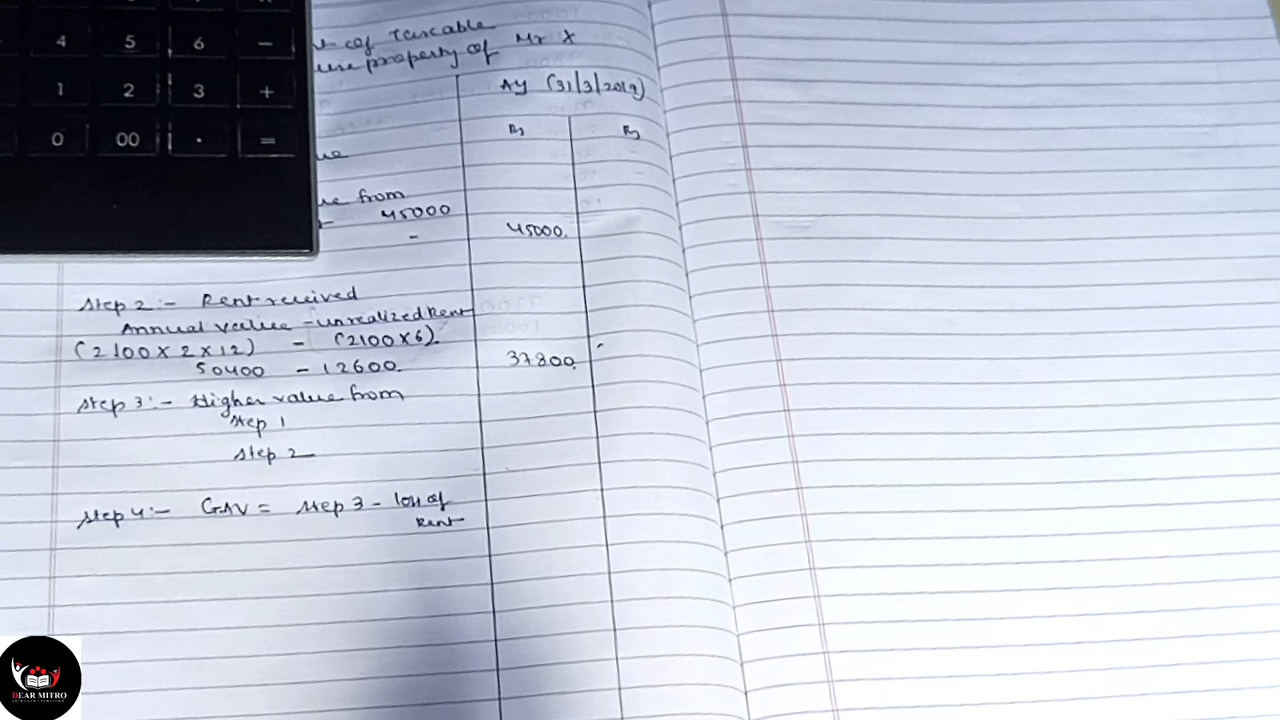 4 5 6 −
1 2 3 +
0 00 . =
of Taxable
property of Mr X
AY (31/3/2019)
Rs Rs
from
45000
- 45000.
Step 2:- Rent received
Annual value - unrealized Rent
(2100 X 2 X 12) - (2100 X 6).
50400 - 12600. 37800.
Step 3:- Higher value from
Step 1
Step 2
Step 4:- GAV = Step 3 - loss of
Rent
DEAR MITRO